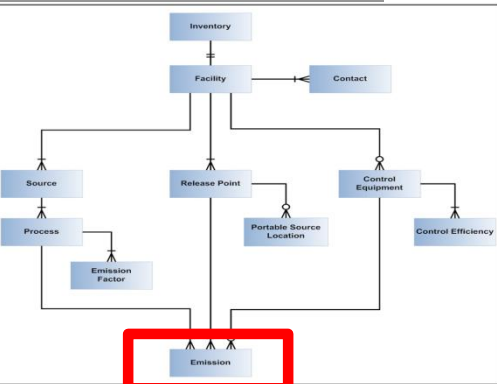 Inventory
Facility
Contact
Source
Release Point
Control
Equipment
Process
Portable Source
Location
Control Efficiency
Emission
Factor
Emission